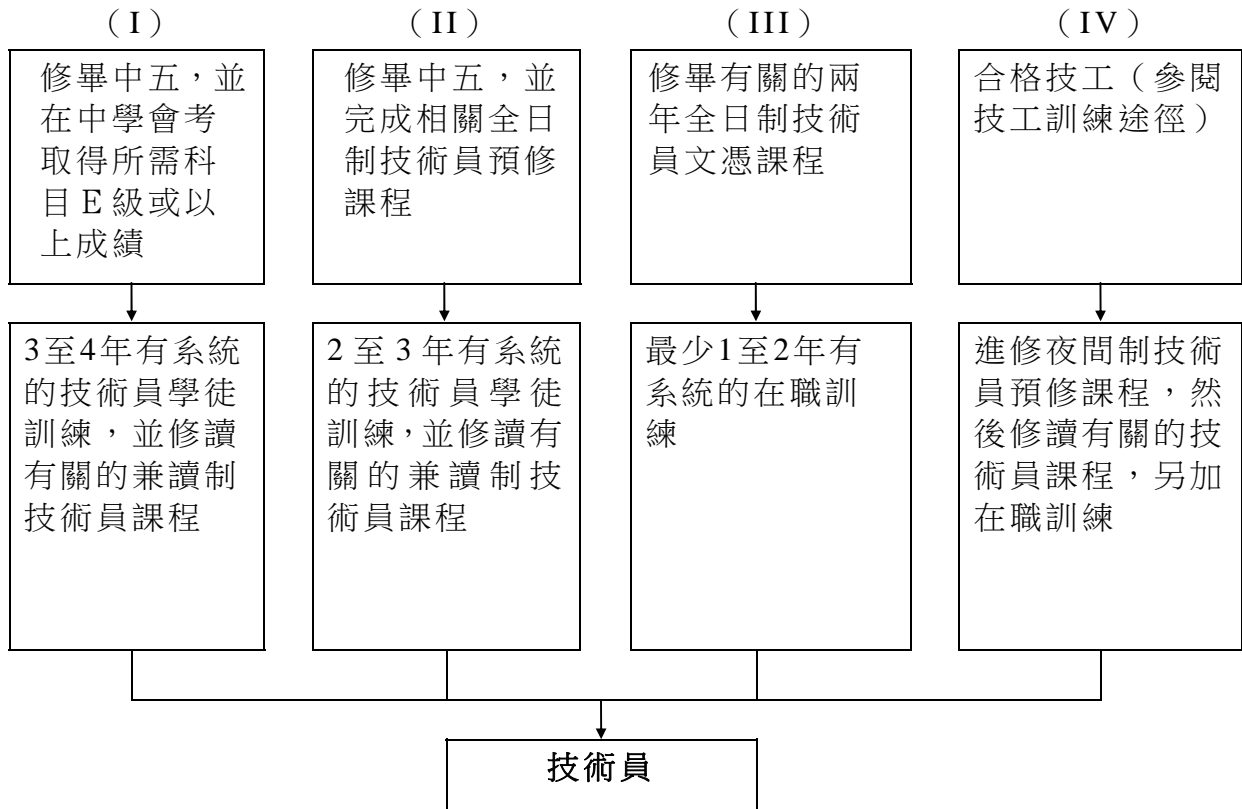 （I）
修畢中五，並
在中學會考
取得所需科
目E級或以
上成績
（II）
修畢中五，並
完成相關全日
制技術員預修
課程
（III）
修畢有關的兩
年全日制技術
員文憑課程
（IV）
合格技工（參閱
技工訓練途徑）
3至4年有系統
的技術員學徒
訓練，並修讀
有關的兼讀制
技術員課程
2至3年有系統
的技術員學徒
訓練，並修讀有
關的兼讀制技
術員課程
最少1至2年有
系統的在職訓
練
進修夜間制技術
員預修課程，然
後修讀有關的技
術員課程，另加
在職訓練
技術員